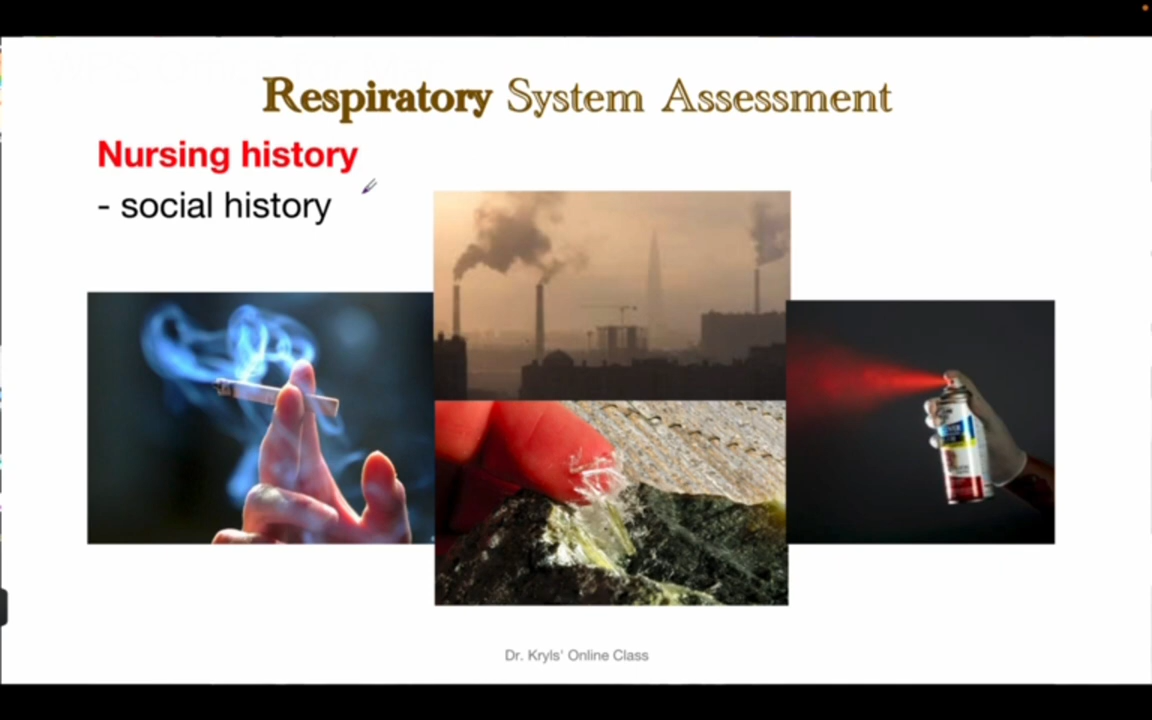 Respiratory System Assessment
Nursing history
- social history
Dr. Kryls' Online Class